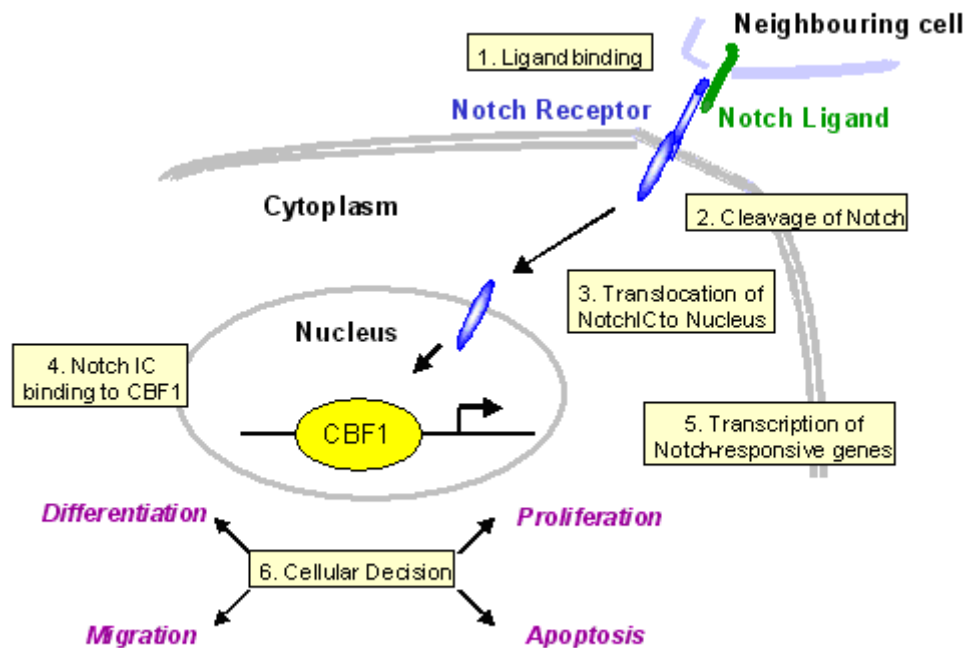 Neighbouring cell
1. Ligand binding
Notch Receptor
Notch Ligand
Cytoplasm
2. Cleavage of Notch
3. Translocation of
NotchIC to Nucleus
Nucleus
4. Notch IC
binding to CBF1
CBF1
5. Transcription of
Notch-responsive genes
Differentiation
Proliferation
6. Cellular Decision
Migration
Apoptosis